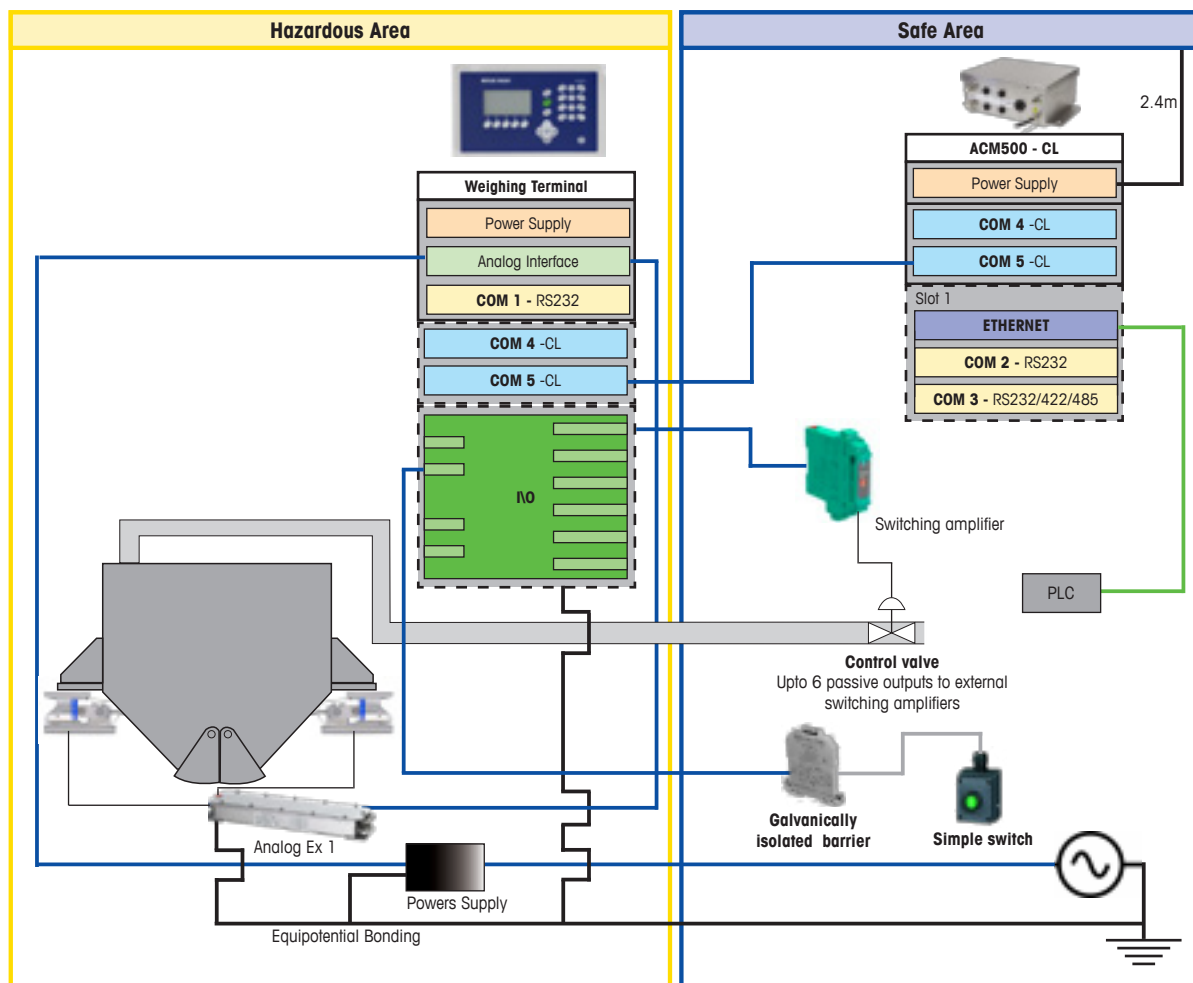 Hazardous Area
Safe Area
2.4m
ACM500 - CL
Power Supply
COM 4 -CL
COM 5 -CL
Slot 1
ETHERNET
COM 2 - RS232
COM 3 - RS232/422/485
Weighing Terminal
Power Supply
Analog Interface
COM 1 - RS232
COM 4 -CL
COM 5 -CL
I\O
Switching amplifier
PLC
Control valve
Upto 6 passive outputs to external
switching amplifiers
Galvanically
isolated barrier
Simple switch
Analog Ex 1
Powers Supply
Equipotential Bonding